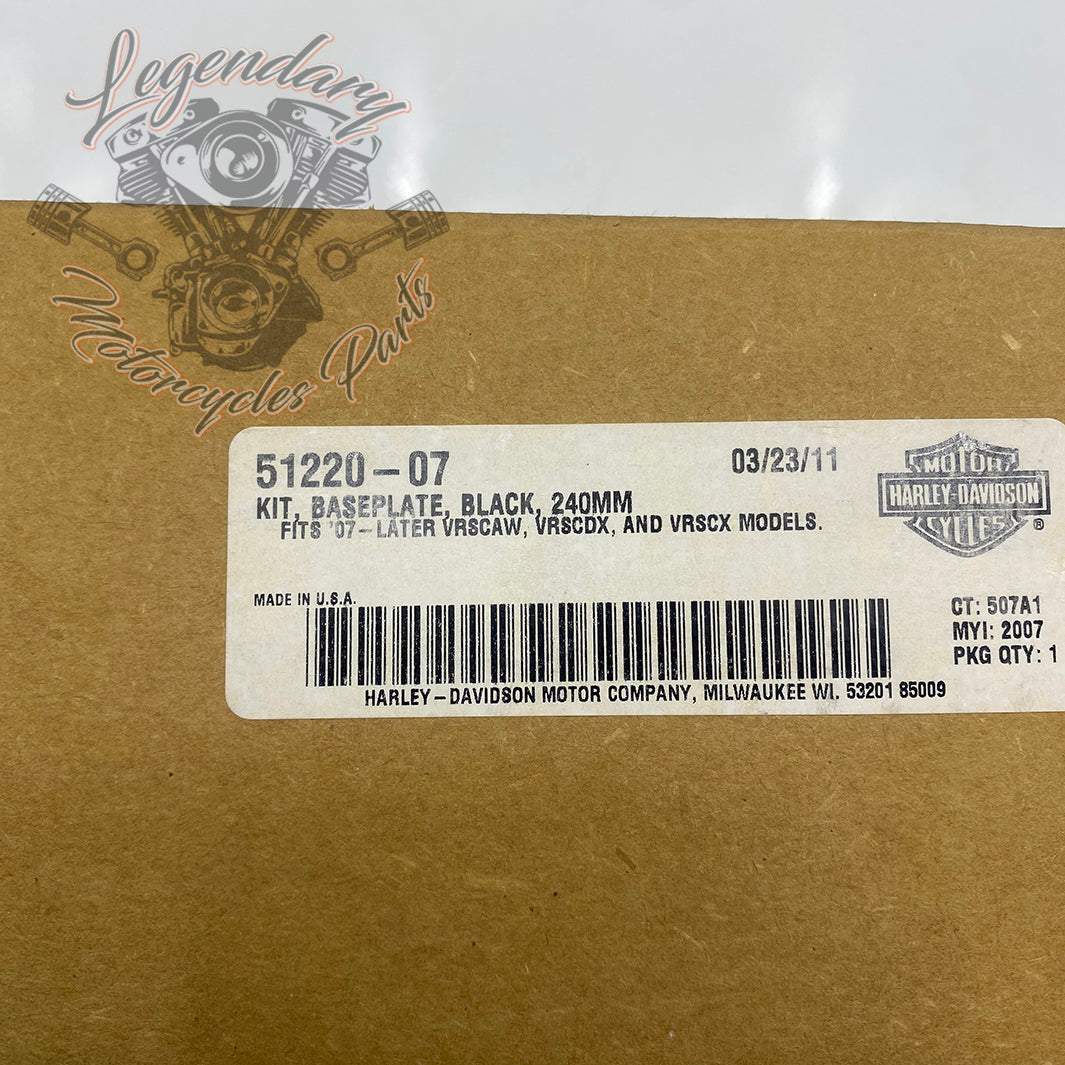 Legendary
Motorcycles Parts
51220-07
03/23/11
KIT, BASEPLATE, BLACK, 240MM
FITS '07-LATER VRSCAW, VRSCDX, AND VRSCX MODELS.
MOTOR
HARLEY-DAVIDSON
CYCLES
®
MADE IN U.S.A.
CT: 507A1
MYI: 2007
PKG QTY: 1
HARLEY-DAVIDSON MOTOR COMPANY, MILWAUKEE WI. 53201 85009